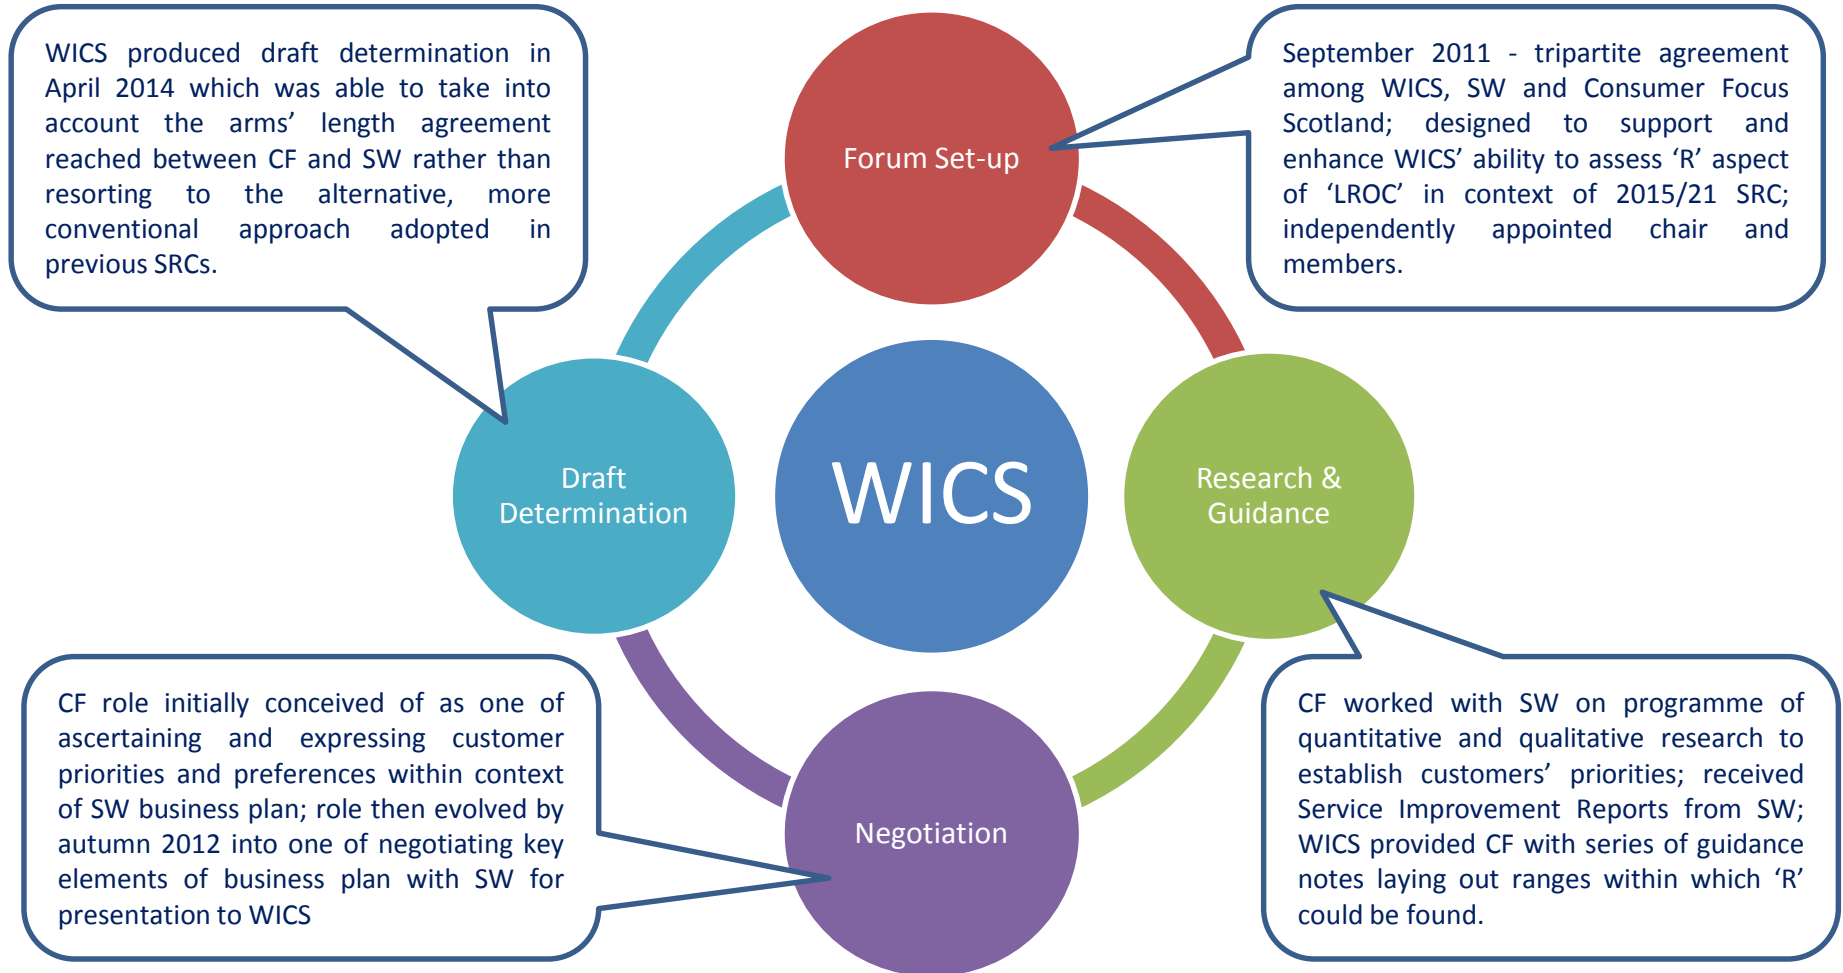 WICS produced draft determination in
April 2014 which was able to take into
account the arms’ length agreement
reached between CF and SW rather than
resorting to the alternative, more
conventional approach adopted in
previous SRCs.
Forum Set-up
September 2011 - tripartite agreement
among WICS, SW and Consumer Focus
Scotland; designed to support and
enhance WICS’ ability to assess ‘R’ aspect
of ‘LROC’ in context of 2015/21 SRC;
independently appointed chair and
members.
Draft
Determination
WICS
Research &
Guidance
CF role initially conceived of as one of
ascertaining and expressing customer
priorities and preferences within context
of SW business plan; role then evolved by
autumn 2012 into one of negotiating key
elements of business plan with SW for
presentation to WICS
Negotiation
CF worked with SW on programme of
quantitative and qualitative research to
establish customers’ priorities; received
Service Improvement Reports from SW;
WICS provided CF with series of guidance
notes laying out ranges within which ‘R’
could be found.